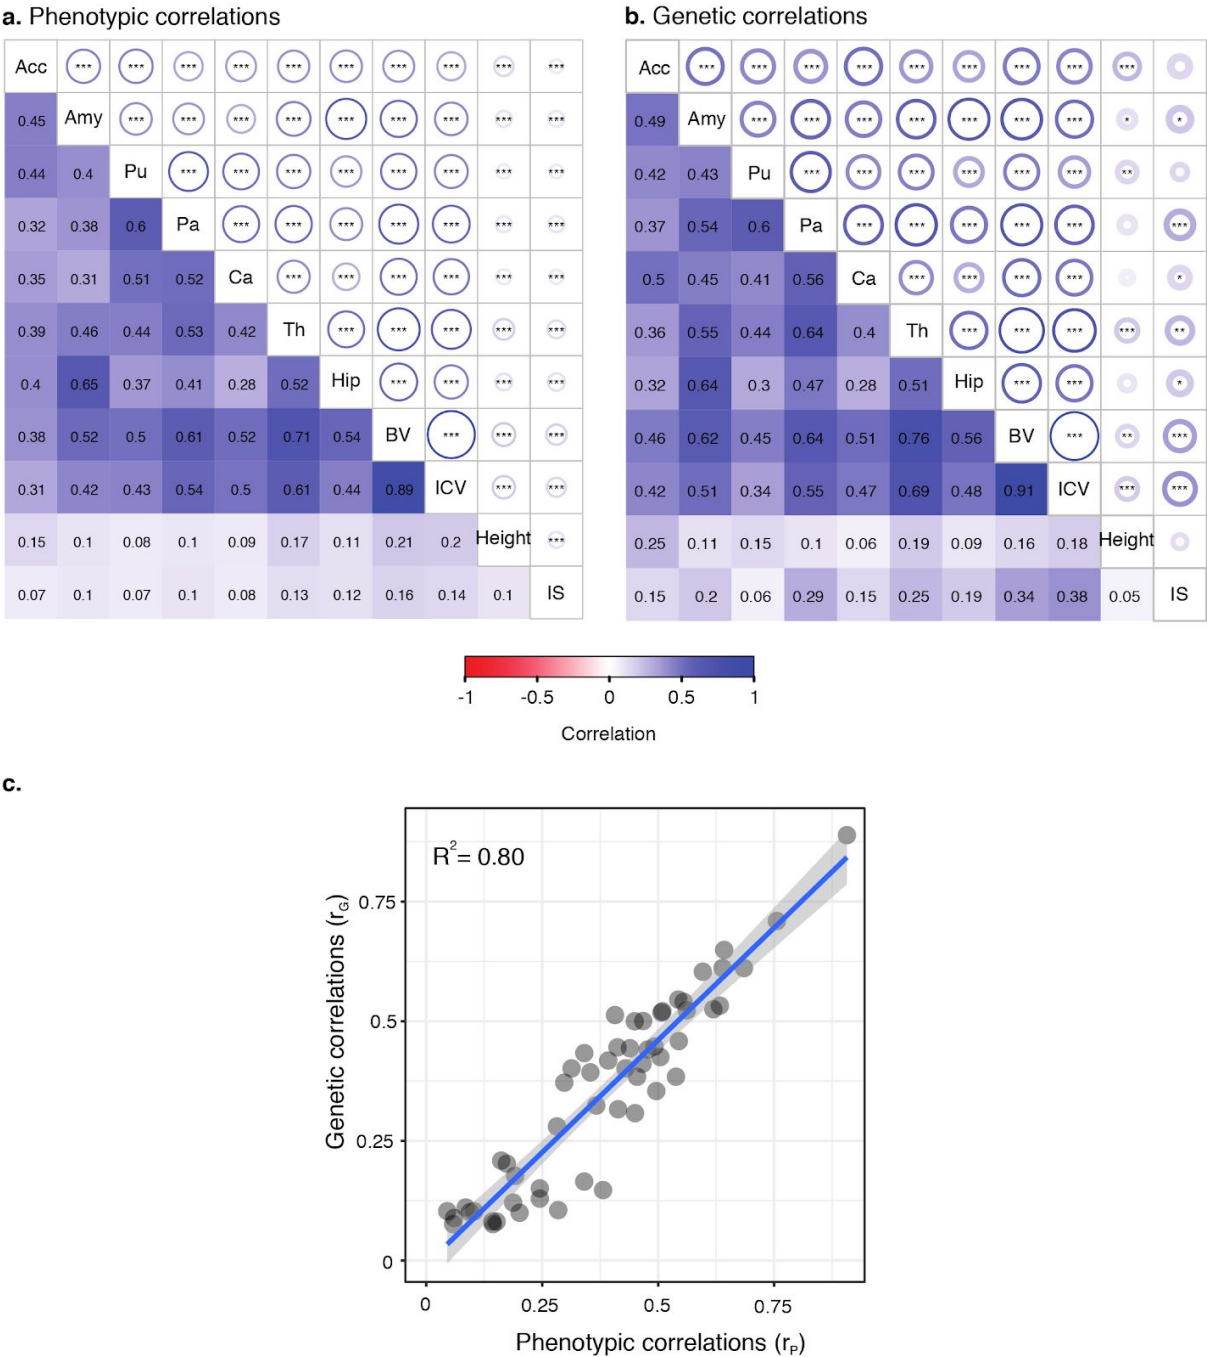 a. Phenotypic correlations
Acc *** *** *** *** *** *** *** *** *** ***
0.45 Amy *** *** *** *** *** *** *** *** ***
0.44 0.4 Pu *** *** *** *** *** *** *** ***
0.32 0.38 0.6 Pa *** *** *** *** *** *** ***
0.35 0.31 0.51 0.52 Ca *** *** *** *** *** ***
0.39 0.46 0.44 0.53 0.42 Th *** *** *** *** ***
0.4 0.65 0.37 0.41 0.28 0.52 Hip *** *** *** ***
0.38 0.52 0.5 0.61 0.52 0.71 0.54 BV *** *** ***
0.31 0.42 0.43 0.54 0.5 0.61 0.44 0.89 ICV *** ***
0.15 0.1 0.08 0.1 0.09 0.17 0.11 0.21 0.2 Height ***
0.07 0.1 0.07 0.1 0.08 0.13 0.12 0.16 0.14 0.1 IS
b. Genetic correlations
Acc *** *** *** *** *** *** *** *** ***
0.49 Amy *** *** *** *** *** *** *** * *
0.42 0.43 Pu *** *** *** *** *** *** **
0.37 0.54 0.6 Pa *** *** *** *** *** ***
0.5 0.45 0.41 0.56 Ca *** *** *** *** *
0.36 0.55 0.44 0.64 0.4 Th *** *** *** *** **
0.32 0.64 0.3 0.47 0.28 0.51 Hip *** *** *
0.46 0.62 0.45 0.64 0.51 0.76 0.56 BV *** ** ***
0.42 0.51 0.34 0.55 0.47 0.69 0.48 0.91 ICV *** ***
0.25 0.11 0.15 0.1 0.06 0.19 0.09 0.16 0.18 Height
0.15 0.2 0.06 0.29 0.15 0.25 0.19 0.34 0.38 0.05 IS
-1 -0.5 0 0.5 1
Correlation
c.
R²= 0.80
Genetic correlations (r_G)
0.75
0.5
0.25
0
0 0.25 0.5 0.75
Phenotypic correlations (r_P)